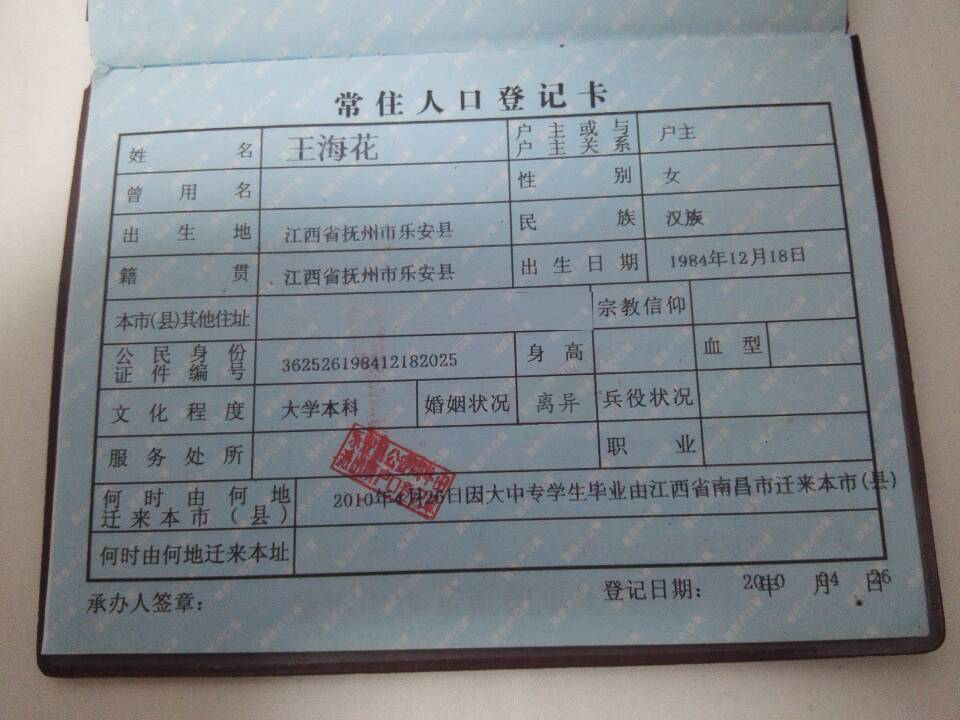 常住人口登记卡
姓名 王海花 户主或与户主关系 户主
曾用名 性别 女
出生地 江西省抚州市乐安县 民族 汉族
籍贯 江西省抚州市乐安县 出生日期 1984年12月18日
本市(县)其他住址 宗教信仰
公民身份证件编号 362526198412182025 身高 血型
文化程度 大学本科 婚姻状况 离异 兵役状况
服务处所 职业
何时由何地迁来本市(县) 2010年4月26日因大中专学生毕业由江西省南昌市迁来本市(县)
何时由何地迁来本址
承办人签章: 登记日期: 2010年04月26日